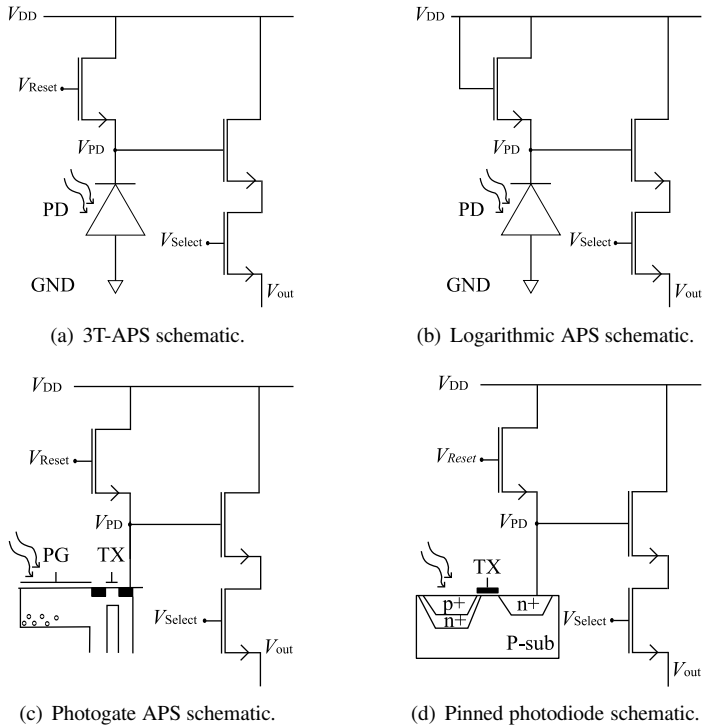 VDD VDD
VReset
VPD VPD
PD PD
VSelect VSelect
GND GND
Vout Vout
(a) 3T-APS schematic. (b) Logarithmic APS schematic.
VDD VDD
VReset VReset
VPD VPD
PG TX TX
p+ n+
n+
P-sub
VSelect VSelect
Vout Vout
(c) Photogate APS schematic. (d) Pinned photodiode schematic.